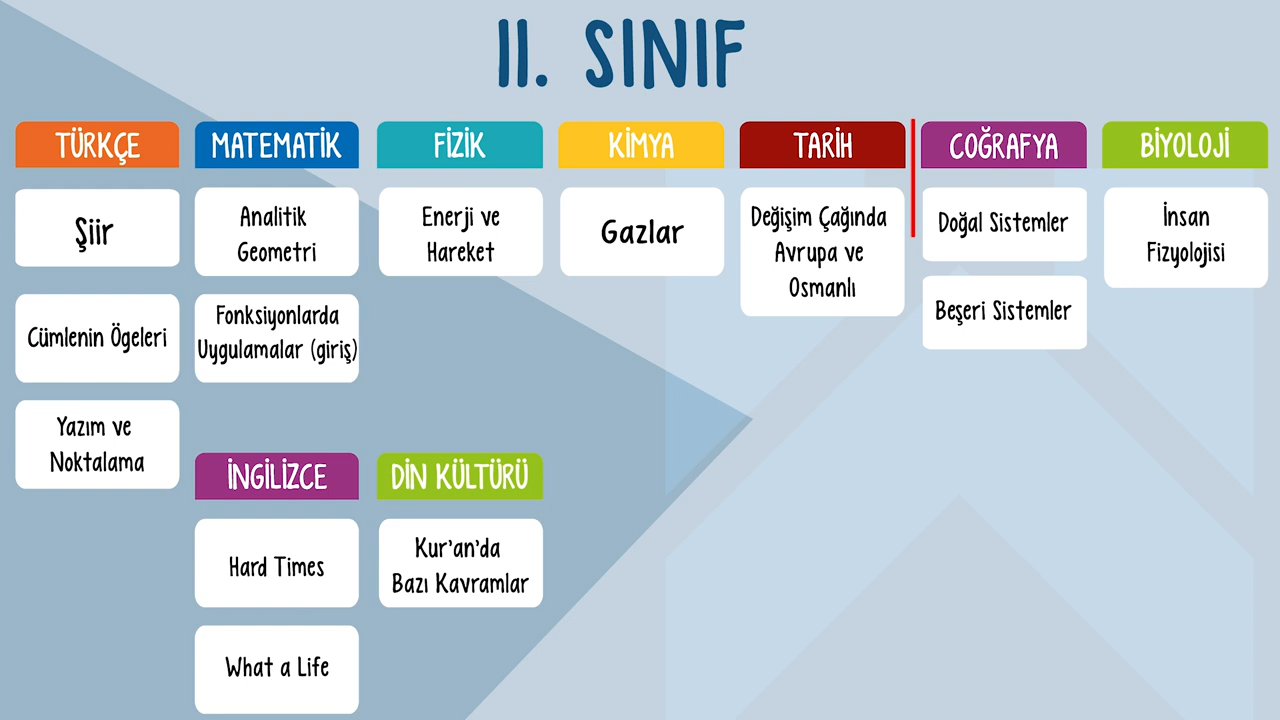 11. SINIF
TÜRKÇE
Şiir
Cümlenin Ögeleri
Yazım ve
Noktalama
MATEMATİK
Analitik
Geometri
Fonksiyonlarda
Uygulamalar (giriş)
FİZİK
Enerji ve
Hareket
KİMYA
Gazlar
TARİH
Değişim Çağında
Avrupa ve
Osmanlı
COĞRAFYA
Doğal Sistemler
Beşeri Sistemler
BİYOLOJİ
İnsan
Fizyolojisi
İNGİLİZCE
Hard Times
What a Life
DİN KÜLTÜRÜ
Kur'an'da
Bazı Kavramlar